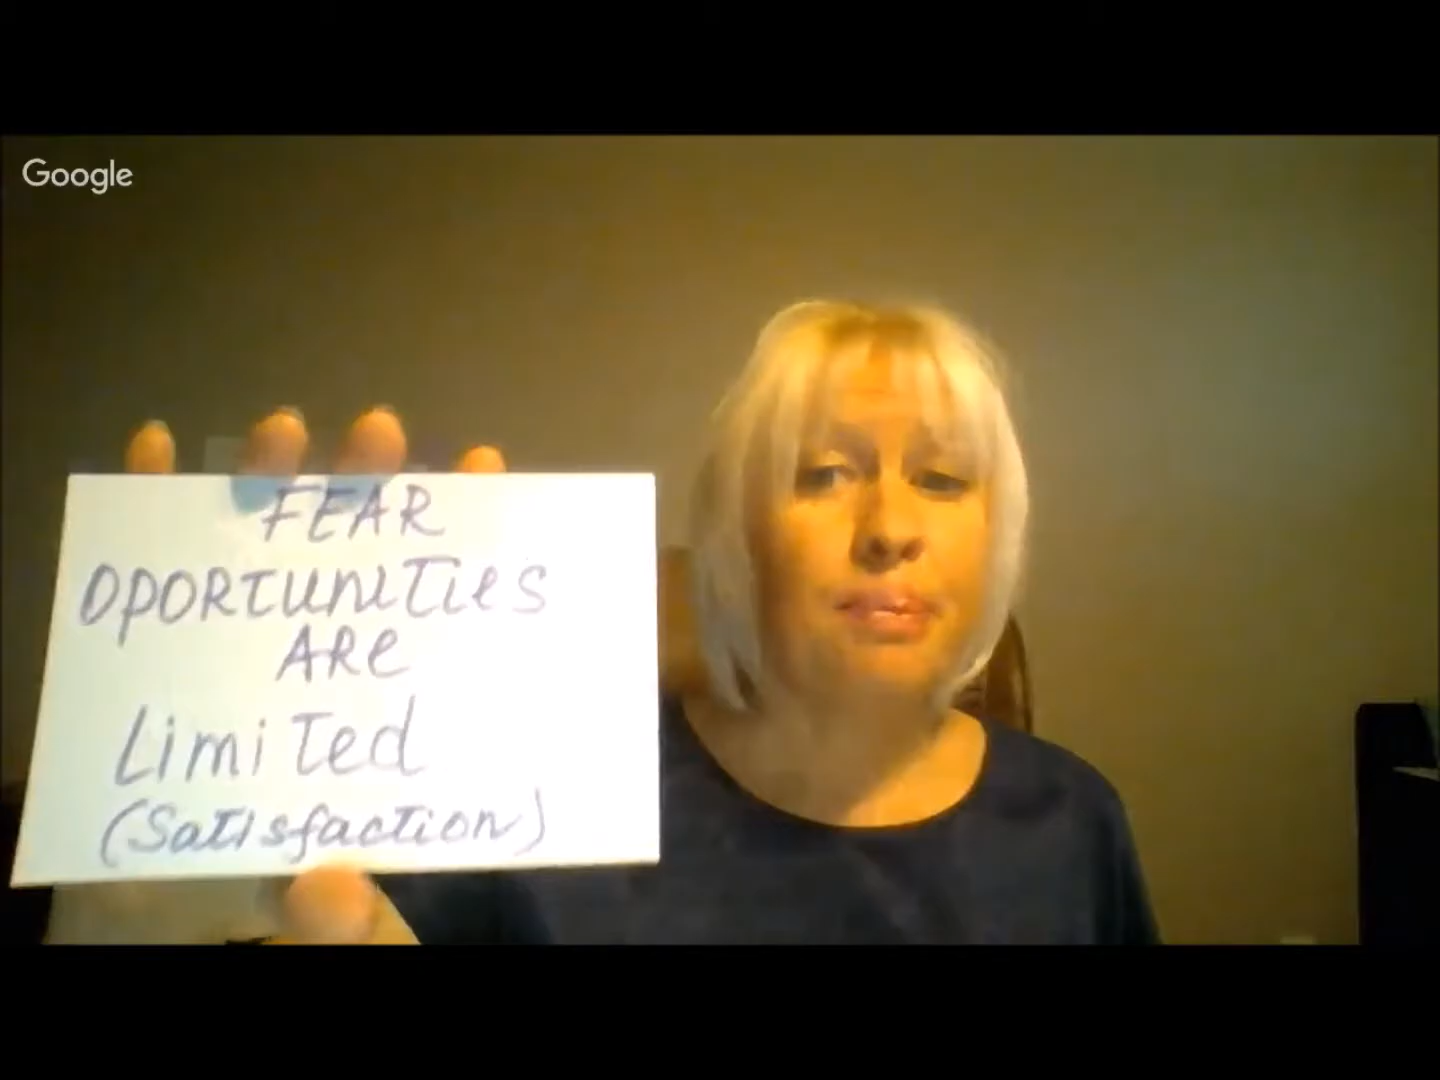 Google
FEAR
OPORTUNITIES
ARE
Limited
(Satisfaction)